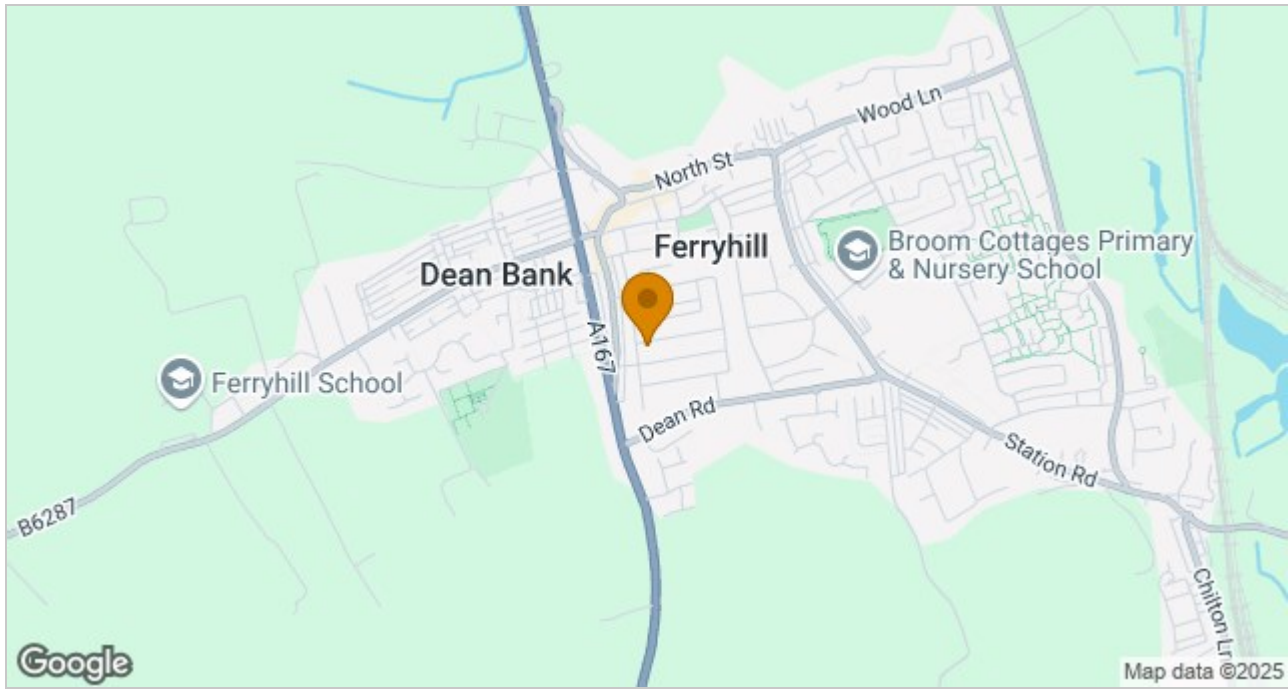 Wood Ln
North St
Ferryhill
Broom Cottages Primary
& Nursery School
Dean Bank
A167
Ferryhill School
Dean Rd
Station Rd
B6287
Chilton Ln
Google
Map data ©2025